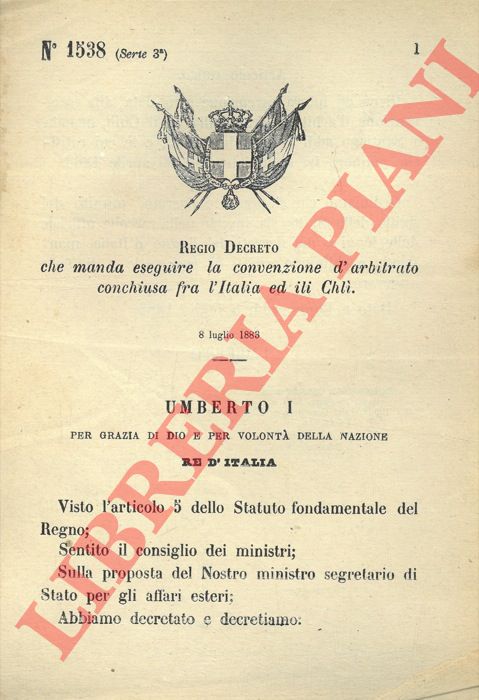 N° 1538 (Serie 3ª)
1
REGIO DECRETO
che manda eseguire la convenzione d'arbitrato
conchiusa fra l'Italia ed ili Chlì.
8 luglio 1883
UMBERTO I
PER GRAZIA DI DIO E PER VOLONTÀ DELLA NAZIONE
RE D'ITALIA
Visto l'articolo 5 dello Statuto fondamentale del
Regno;
Sentito il consiglio dei ministri;
Sulla proposta del Nostro ministro segretario di
Stato per gli affari esteri;
Abbiamo decretato e decretiamo:
LIBRERIA PIANI